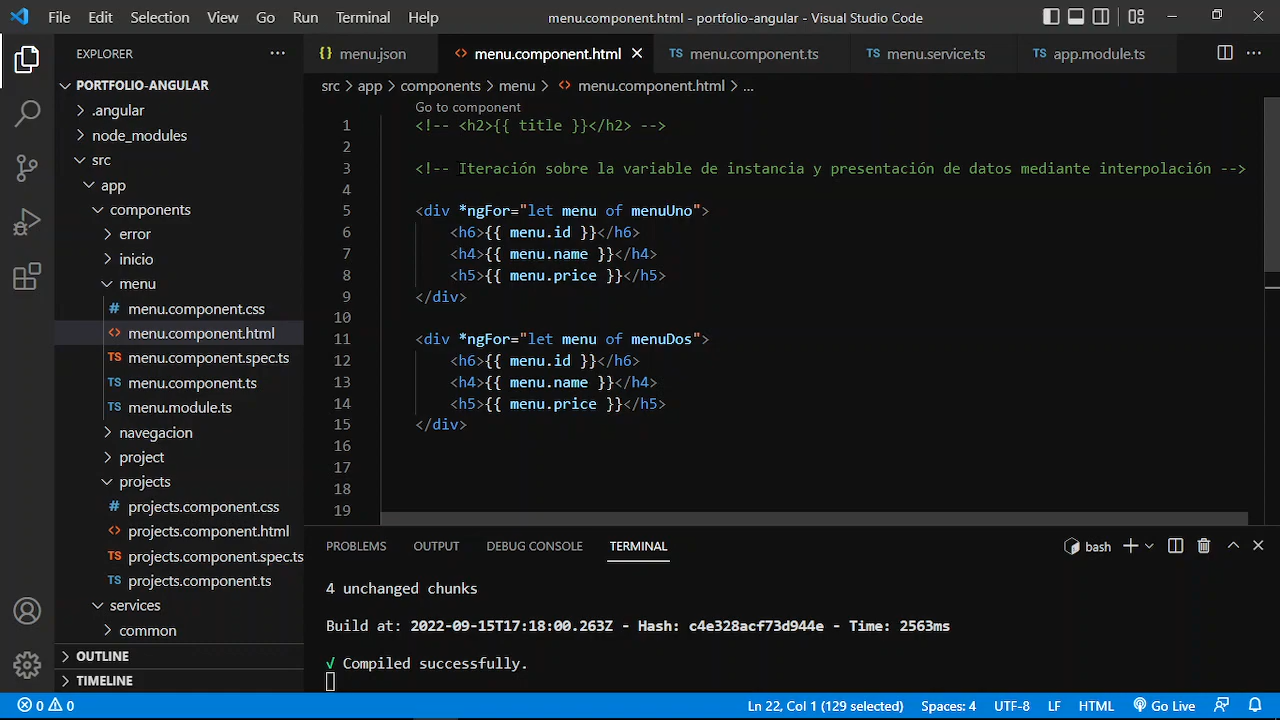 File Edit Selection View Go Run Terminal Help
menu.component.html - portfolio-angular - Visual Studio Code
EXPLORER
PORTFOLIO-ANGULAR
.angular
node_modules
src
app
components
error
inicio
menu
# menu.component.css
<> menu.component.html
TS menu.component.spec.ts
TS menu.component.ts
TS menu.module.ts
navegacion
project
projects
# projects.component.css
<> projects.component.html
TS projects.component.spec.ts
TS projects.component.ts
services
common
OUTLINE
TIMELINE
{} menu.json <> menu.component.html TS menu.component.ts TS menu.service.ts TS app.module.ts
src > app > components > menu > <> menu.component.html > ...
Go to component
1 <!-- <h2>{{ title }}</h2> -->
2
3 <!-- Iteración sobre la variable de instancia y presentación de datos mediante interpolación -->
4
5 <div *ngFor="let menu of menuUno">
6 <h6>{{ menu.id }}</h6>
7 <h4>{{ menu.name }}</h4>
8 <h5>{{ menu.price }}</h5>
9 </div>
10
11 <div *ngFor="let menu of menuDos">
12 <h6>{{ menu.id }}</h6>
13 <h4>{{ menu.name }}</h4>
14 <h5>{{ menu.price }}</h5>
15 </div>
16
17
18
19
PROBLEMS OUTPUT DEBUG CONSOLE TERMINAL
bash
4 unchanged chunks
Build at: 2022-09-15T17:18:00.263Z - Hash: c4e328acf73d944e - Time: 2563ms
√ Compiled successfully.
0 0
Ln 22, Col 1 (129 selected) Spaces: 4 UTF-8 LF HTML Go Live